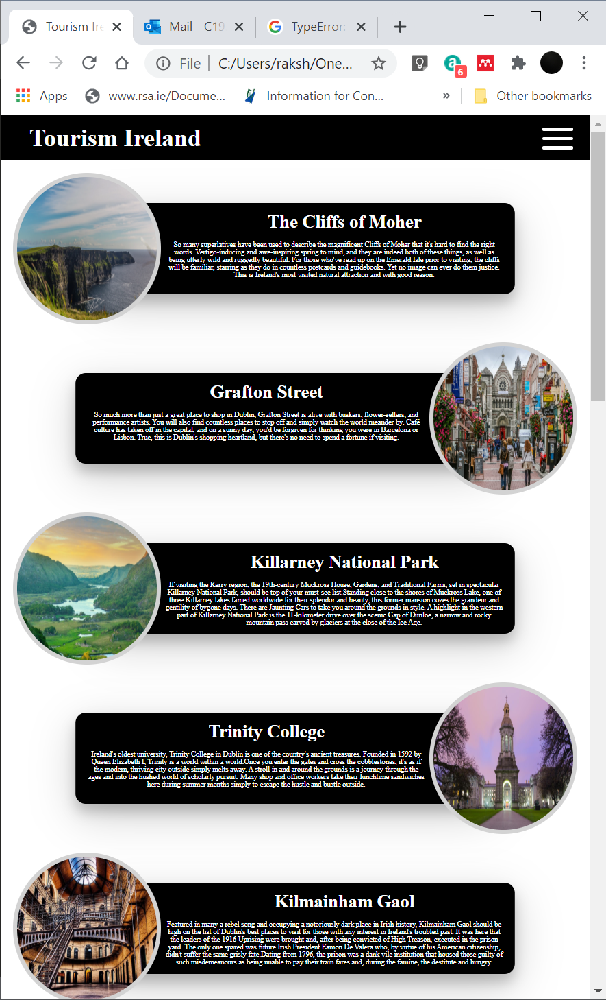 Tourism Ire
Mail - C19
TypeError:
File
C:/Users/raksh/One...
6
Apps
www.rsa.ie/Docume...
Information for Con...
»
Other bookmarks
Tourism Ireland
The Cliffs of Moher
So many superlatives have been used to describe the magnificent Cliffs of Moher that it's hard to find the right
words. Vertigo-inducing and awe-inspiring spring to mind, and they are indeed both of these things, as well as
being utterly wild and ruggedly beautiful. For those who've read up on the Emerald Isle prior to visiting, the cliffs
will be familiar, starring as they do in countless postcards and guidebooks. Yet no image can ever do them justice.
This is Ireland's most visited natural attraction and with good reason.
Grafton Street
So much more than just a great place to shop in Dublin, Grafton Street is alive with buskers, flower-sellers, and
performance artists. You will also find countless places to stop off and simply watch the world meander by. Café
culture has taken off in the capital, and on a sunny day, you'd be forgiven for thinking you were in Barcelona or
Lisbon. True, this is Dublin's shopping heartland, but there's no need to spend a fortune if visiting.
Killarney National Park
If visiting the Kerry region, the 19th-century Muckross House, Gardens, and Traditional Farms, set in spectacular
Killarney National Park, should be top of your must-see list.Standing close to the shores of Muckross Lake, one of
three Killarney lakes famed worldwide for their splendor and beauty, this former mansion oozes the grandeur and
gentility of bygone days. There are Jaunting Cars to take you around the grounds in style. A highlight in the western
part of Killarney National Park is the 11-kilometer drive over the scenic Gap of Dunloe, a narrow and rocky
mountain pass carved by glaciers at the close of the Ice Age.
Trinity College
Ireland's oldest university, Trinity College in Dublin is one of the country's ancient treasures. Founded in 1592 by
Queen Elizabeth I, Trinity is a world within a world.Once you enter the gates and cross the cobblestones, it's as if
the modern, thriving city outside simply melts away. A stroll in and around the grounds is a journey through the
ages and into the hushed world of scholarly pursuit. Many shop and office workers take their lunchtime sandwiches
here during summer months simply to escape the hustle and bustle outside.
Kilmainham Gaol
Featured in many a rebel song and occupying a notoriously dark place in Irish history, Kilmainham Gaol should be
high on the list of Dublin's best places to visit for those with any interest in Ireland's troubled past. It was here that
the leaders of the 1916 Uprising were brought and, after being convicted of High Treason, executed in the prison
yard. The only one spared was future Irish President Eamon De Valera who, by virtue of his American citizenship,
didn't suffer the same grisly fate.Dating from 1796, the prison was a dank vile institution that housed those guilty of
such misdemeanours as being unable to pay their train fares and, during the famine, the destitute and hungry.